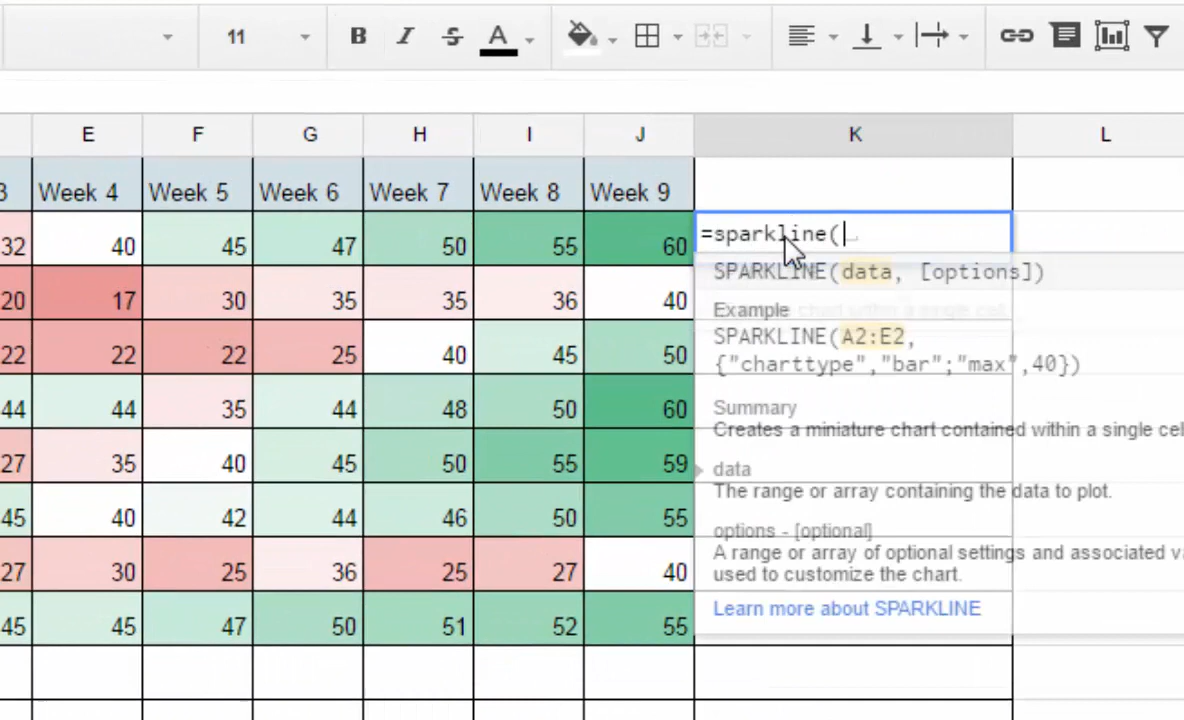 11 B I S A
E F G H I J K L
3 Week 4 Week 5 Week 6 Week 7 Week 8 Week 9
32 40 45 47 50 55 60 =sparkline(
SPARKLINE(data, [options])
20 17 30 35 35 36 40
Example
SPARKLINE(A2:E2,
22 22 22 25 40 45 50
{"charttype","bar";"max",40})
44 44 35 44 48 50 60
Summary
Creates a miniature chart contained within a single cel
27 35 40 45 50 55 59
data
The range or array containing the data to plot.
45 40 42 44 46 50 55
options - [optional]
A range or array of optional settings and associated va
27 30 25 36 25 27 40
used to customize the chart.
Learn more about SPARKLINE
45 45 47 50 51 52 55